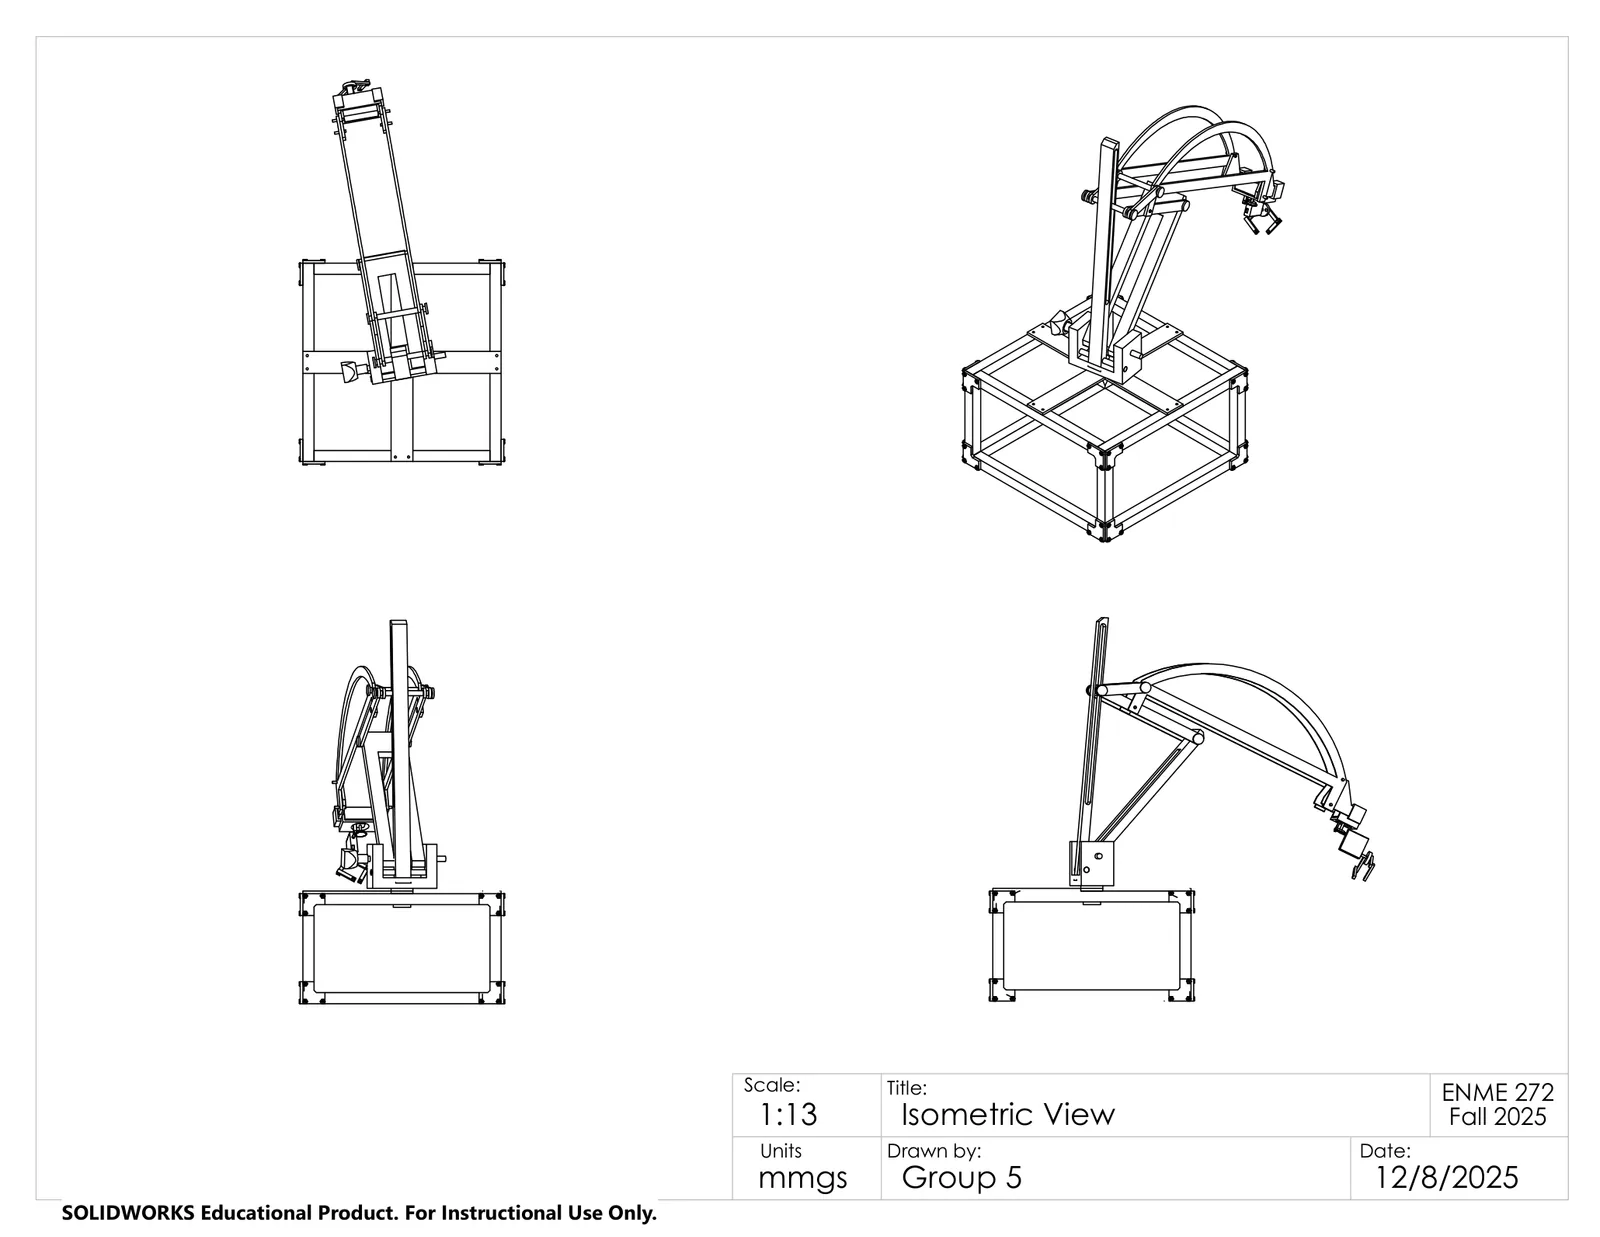 Scale:
1:13
Title:
Isometric View
ENME 272
Fall 2025
Units
mmgs
Drawn by:
Group 5
Date:
12/8/2025
SOLIDWORKS Educational Product. For Instructional Use Only.